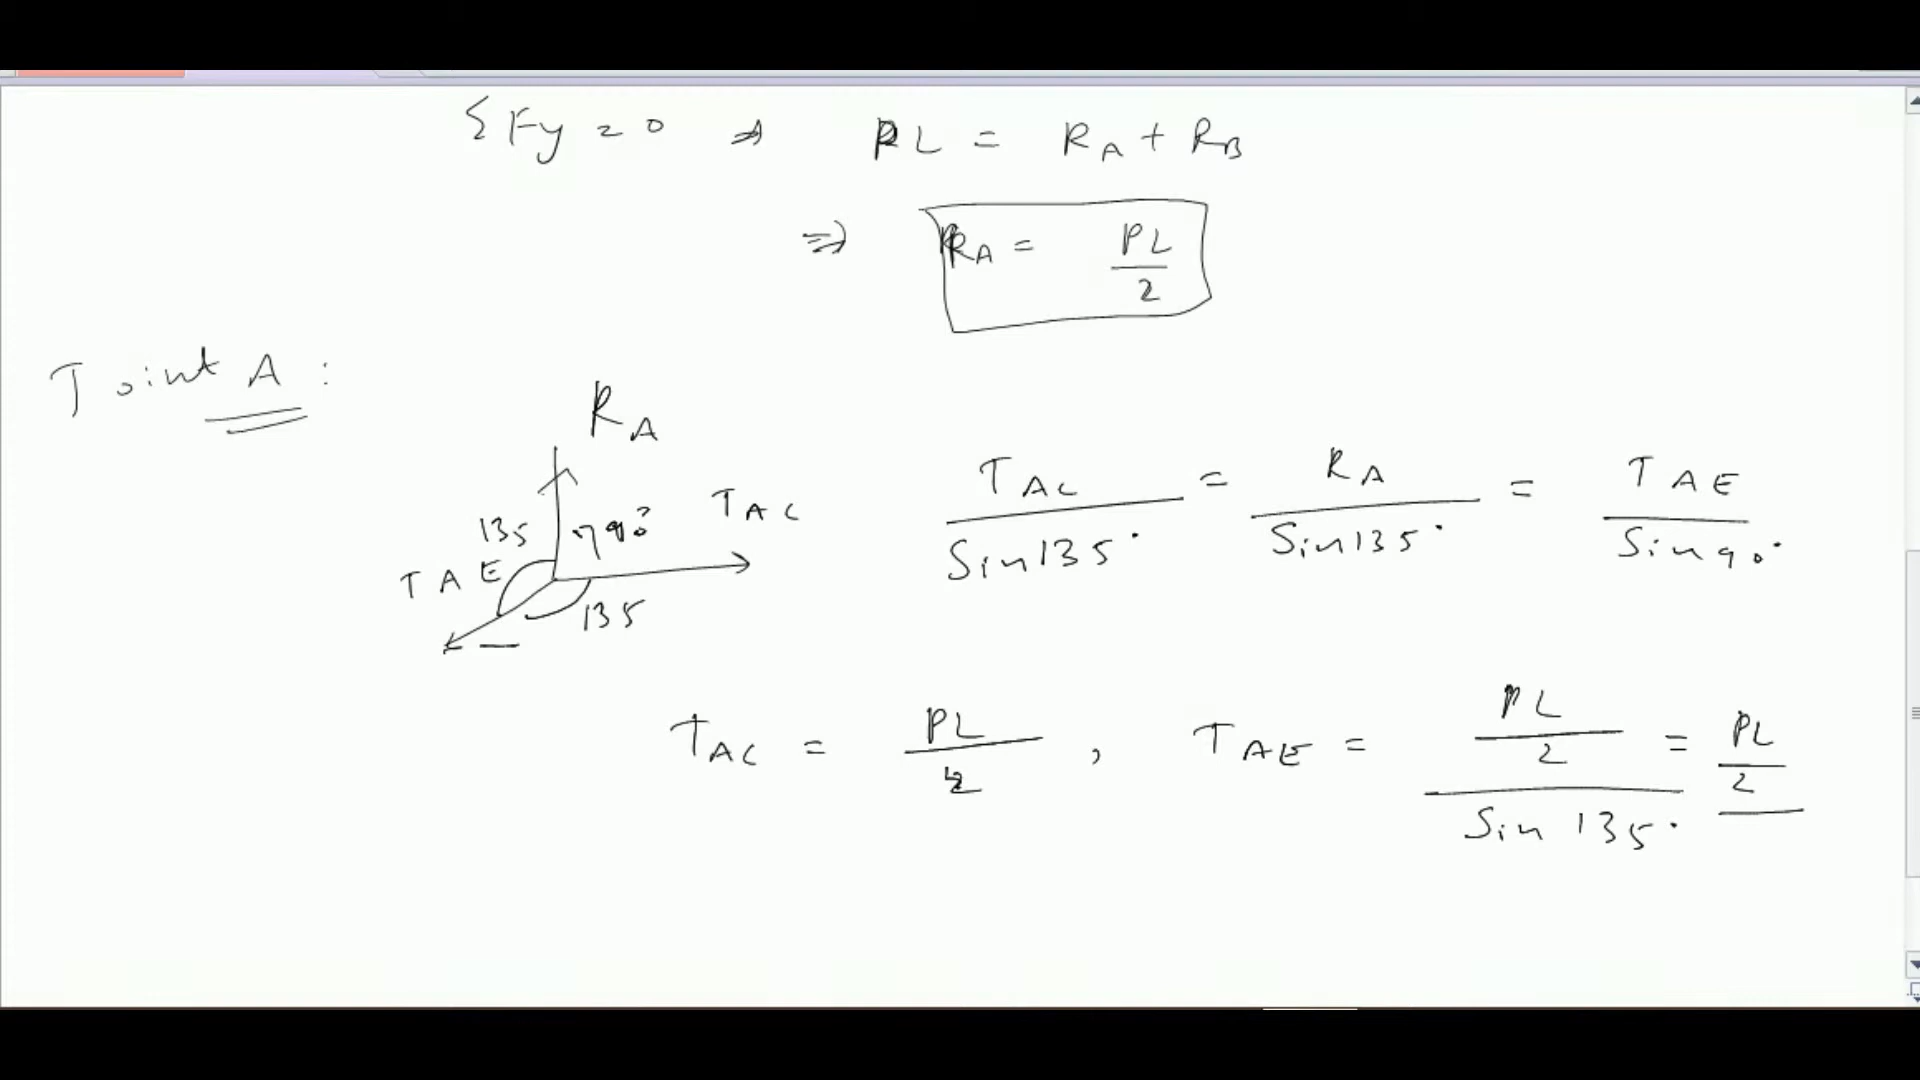 ΣFy = 0 ⇒ PL = RA + RB
⇒ RA = PL/2
Joint A :
RA
135 90° TAC
TAE 135
TAC/Sin135° = RA/Sin135° = TAE/Sin90°
TAC = PL/2 , TAE = PL/2 / Sin 135° = PL/2